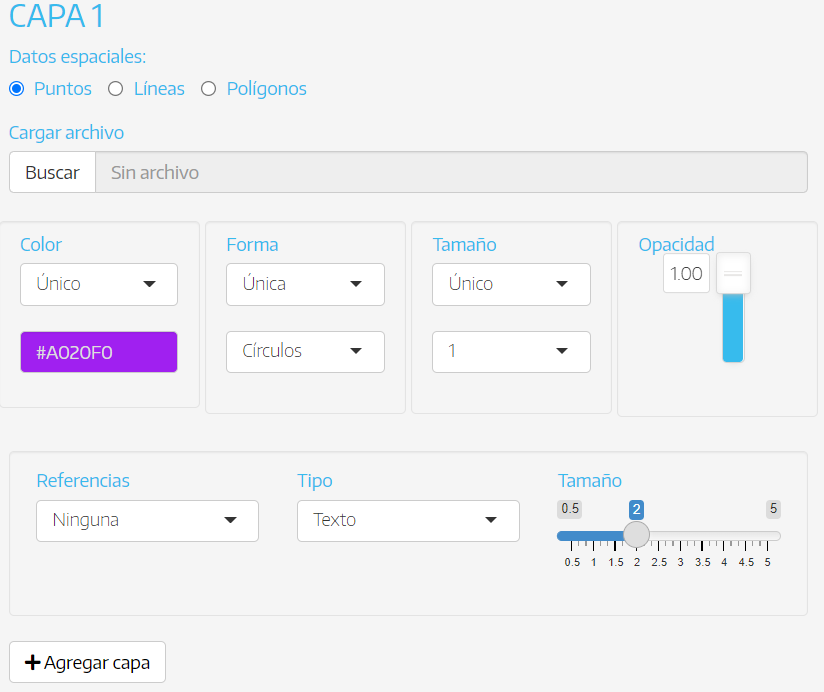 CAPA 1
Datos espaciales:
Puntos Líneas Polígonos
Cargar archivo
Buscar Sin archivo
Color Forma Tamaño Opacidad
Único Única Único 1.00
#A020F0 Círculos 1
Referencias Tipo Tamaño
Ninguna Texto
0.5 2 5
0.5 1 1.5 2 2.5 3 3.5 4 4.5 5
Agregar capa